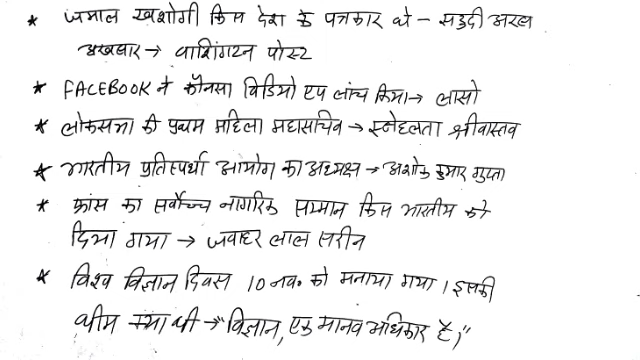 * जमाल खशोगी किस देश के पत्रकार थे - सऊदी अरब
अखबार → वाशिंगटन पोस्ट
* FACEBOOK ने कौनसा विडियो एप लांच किया → लासो
* लोकसभा की प्रथम महिला महासचिव → स्नेहलता श्रीवास्तव
* भारतीय प्रतिस्पर्धा आयोग का अध्यक्ष → अशोक कुमार गुप्ता
* फ्रांस का सर्वोच्च नागरिक सम्मान किस भारतीय को
दिया गया → जवाहर लाल सरीन
* विश्व विज्ञान दिवस 10 नव॰ को मनाया गया। इसकी
थीम क्या थी → "विज्ञान, एक मानव अधिकार है।"